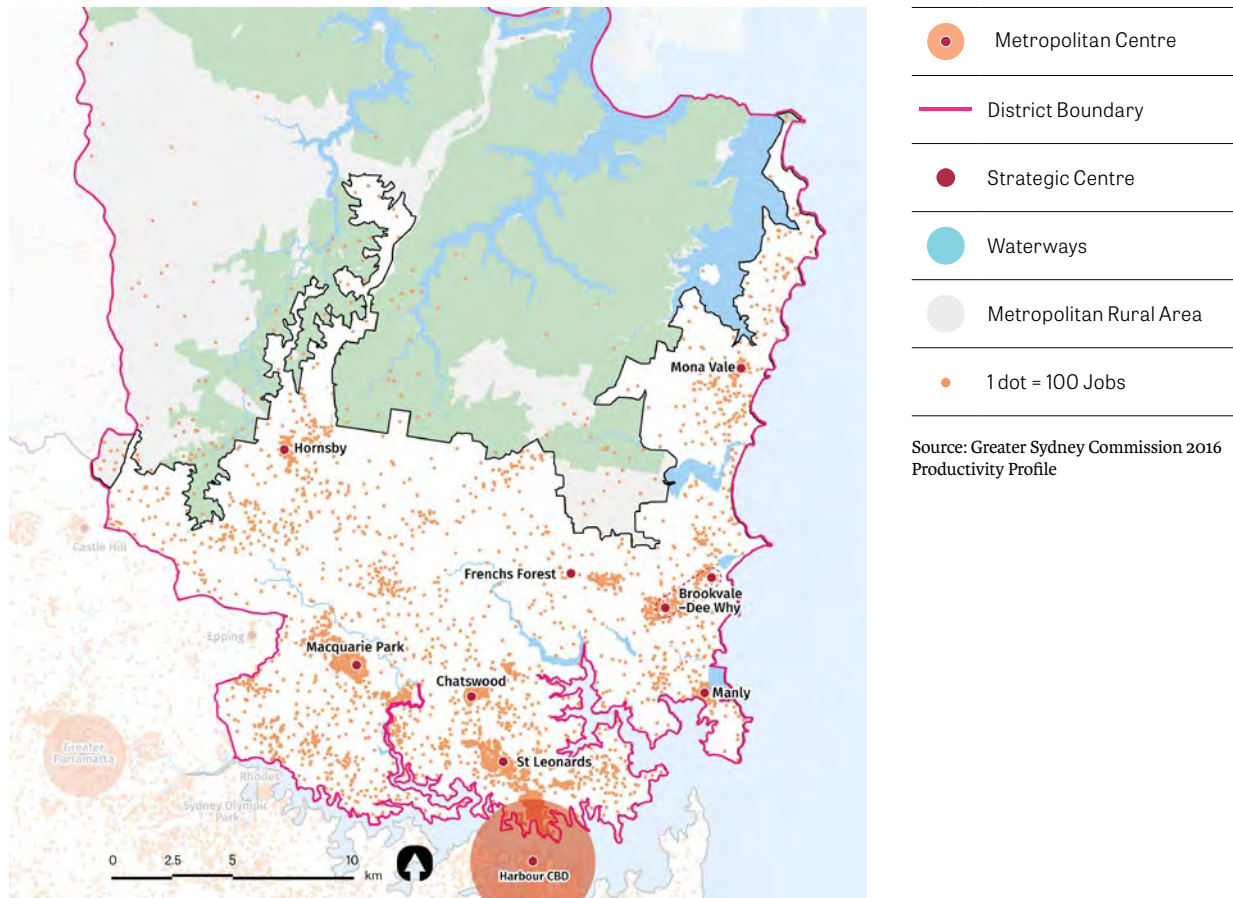 Metropolitan Centre
District Boundary
Strategic Centre
Waterways
Metropolitan Rural Area
1 dot = 100 Jobs
Source: Greater Sydney Commission 2016
Productivity Profile
Mona Vale
Hornsby
Castle Hill
Frenchs Forest
Brookvale
–Dee Why
Epping
Macquarie Park
Chatswood
Manly
Greater
Parramatta
St Leonards
Rhodes
Sydney Olympic
Park
0 2.5 5 10
km
Harbour CBD